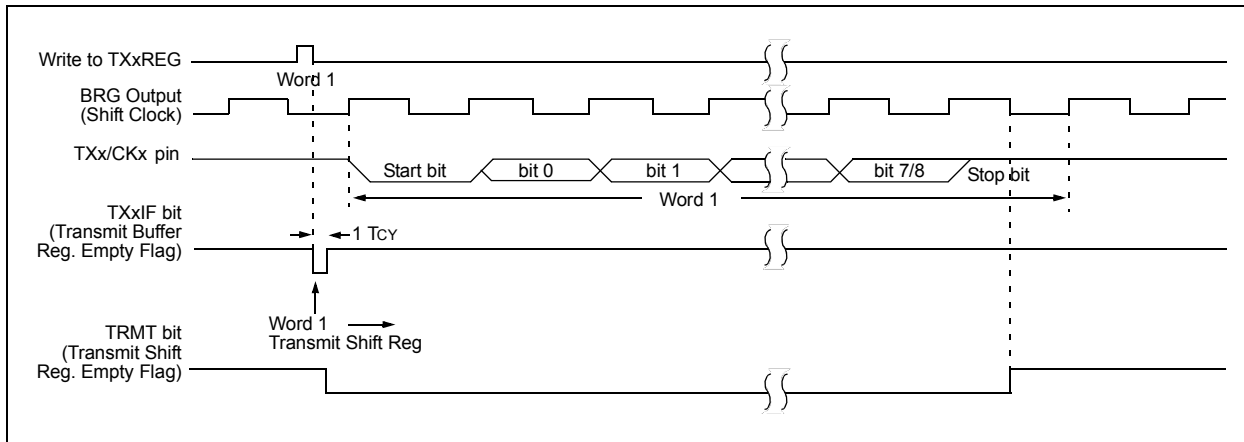 Write to TXxREG
Word 1
BRG Output
(Shift Clock)
TXx/CKx pin
Start bit
bit 0
bit 1
bit 7/8
Stop bit
Word 1
TXxIF bit
(Transmit Buffer
Reg. Empty Flag)
1 TCY
Word 1
Transmit Shift Reg
TRMT bit
(Transmit Shift
Reg. Empty Flag)